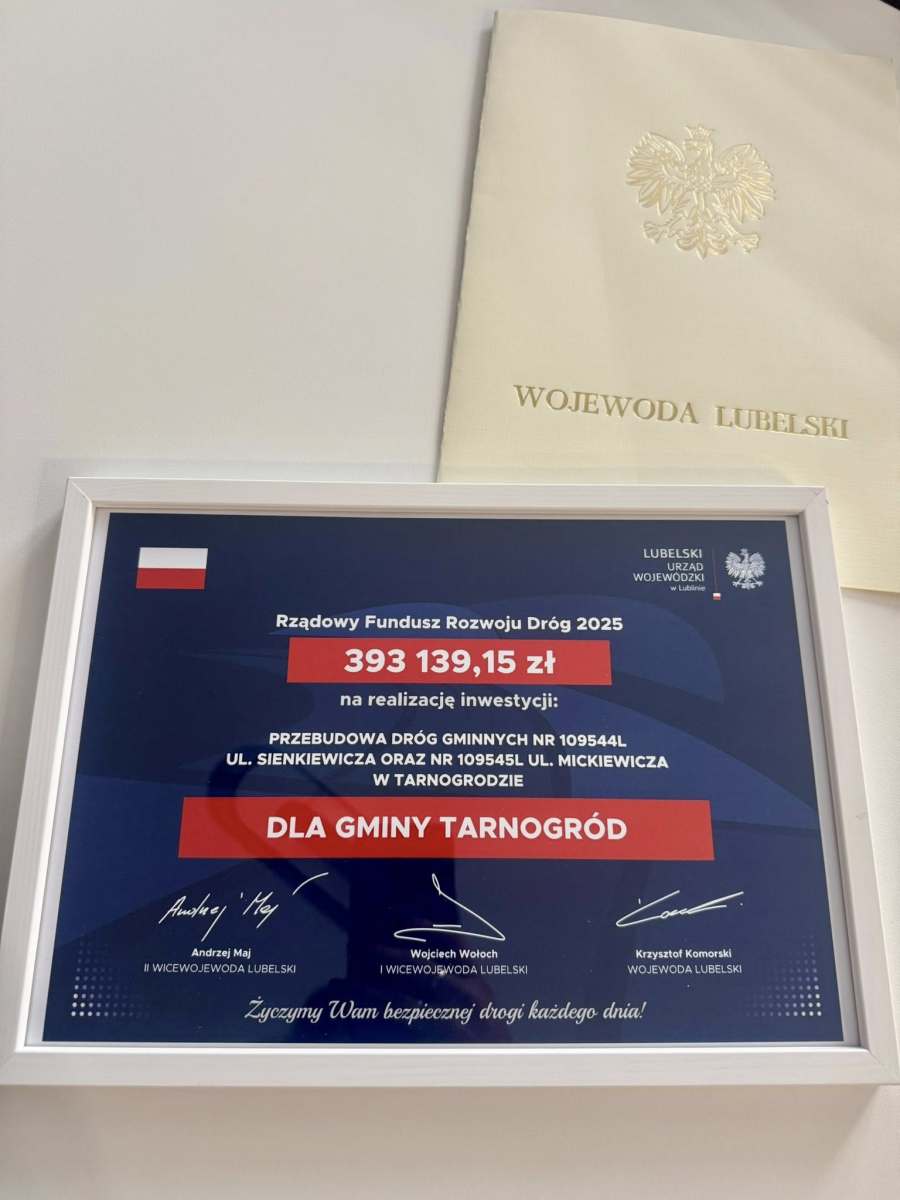 WOJEWODA LUBELSKI
LUBELSKI
URZĄD
WOJEWÓDZKI
w Lublinie
Rządowy Fundusz Rozwoju Dróg 2025
393 139,15 zł
na realizację inwestycji:
PRZEBUDOWA DRÓG GMINNYCH NR 109544L
UL. SIENKIEWICZA ORAZ NR 109545L UL. MICKIEWICZA
W TARNOGRODZIE
DLA GMINY TARNOGRÓD
Andrzej Maj
Andrzej Maj
II WICEWOJEWODA LUBELSKI
Wojciech Wołoch
I WICEWOJEWODA LUBELSKI
Krzysztof Komorski
WOJEWODA LUBELSKI
Życzymy Wam bezpiecznej drogi każdego dnia!